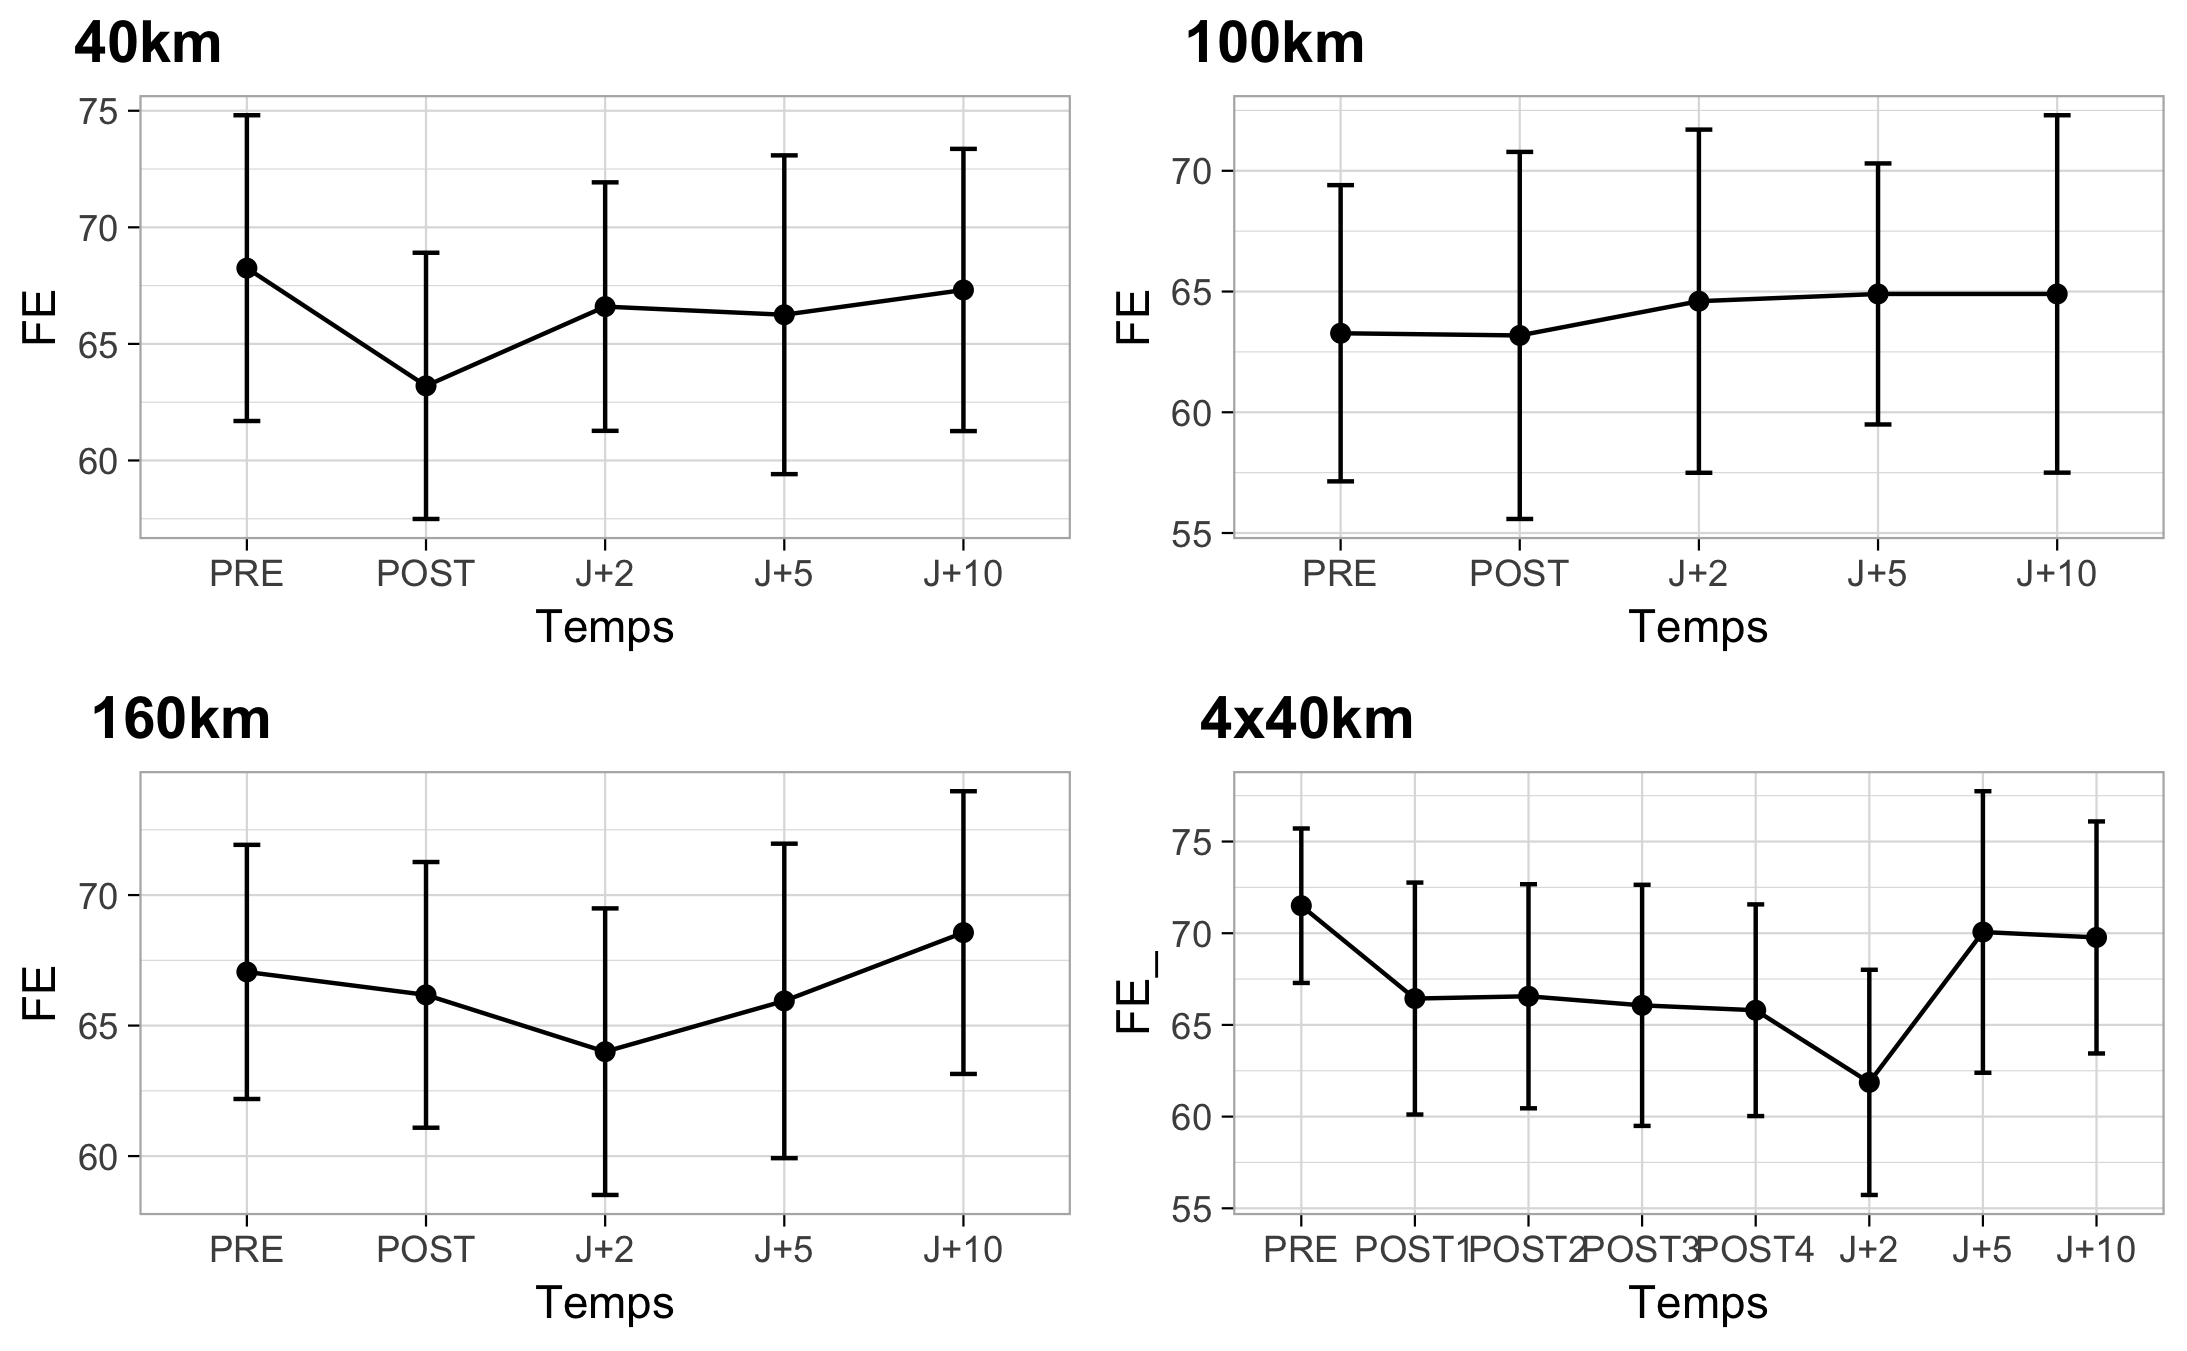 40km
75
70
65
60
FE
PRE POST J+2 J+5 J+10
Temps
100km
70
65
60
55
FE
PRE POST J+2 J+5 J+10
Temps
160km
70
65
60
FE
PRE POST J+2 J+5 J+10
Temps
4x40km
75
70
65
60
55
FE_
PRE POST1 POST2 POST3 POST4 J+2 J+5 J+10
Temps